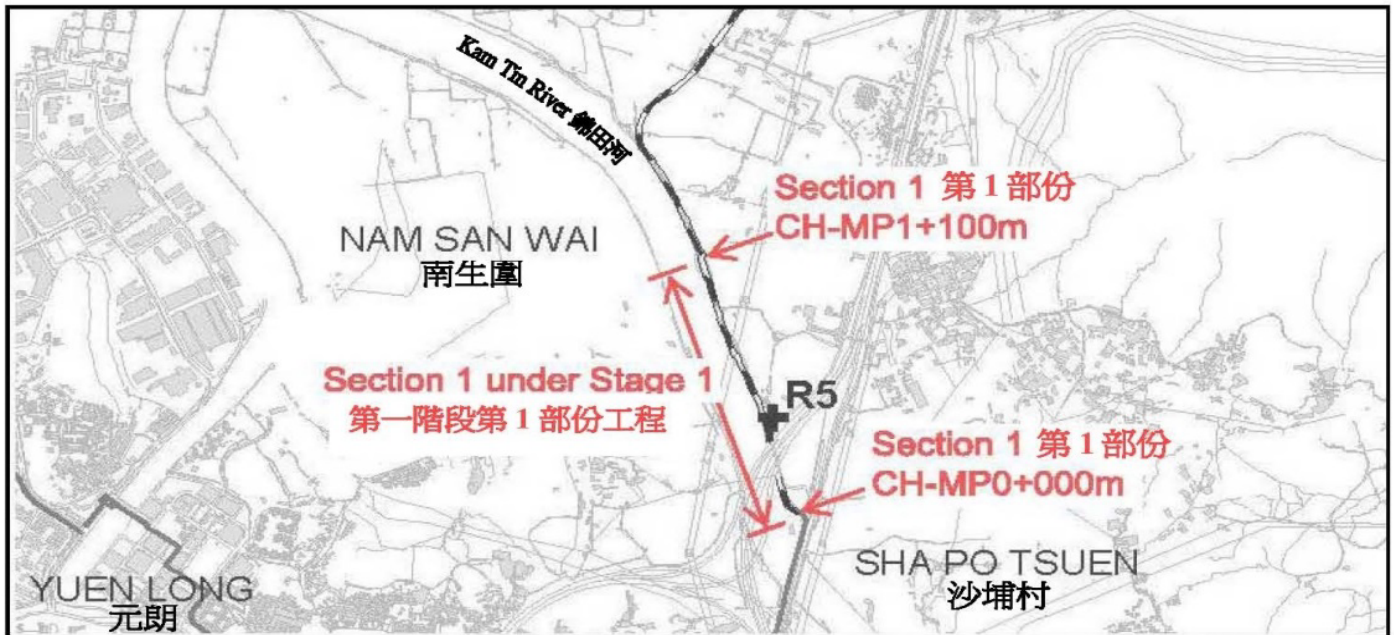 Kam Tin River 錦田河
Section 1 第 1 部份
CH-MP1+100m
NAM SAN WAI
南生圍
Section 1 under Stage 1
第一階段第 1 部份工程
R5
Section 1 第 1 部份
CH-MP0+000m
SHA PO TSUEN
沙埔村
YUEN LONG
元朗